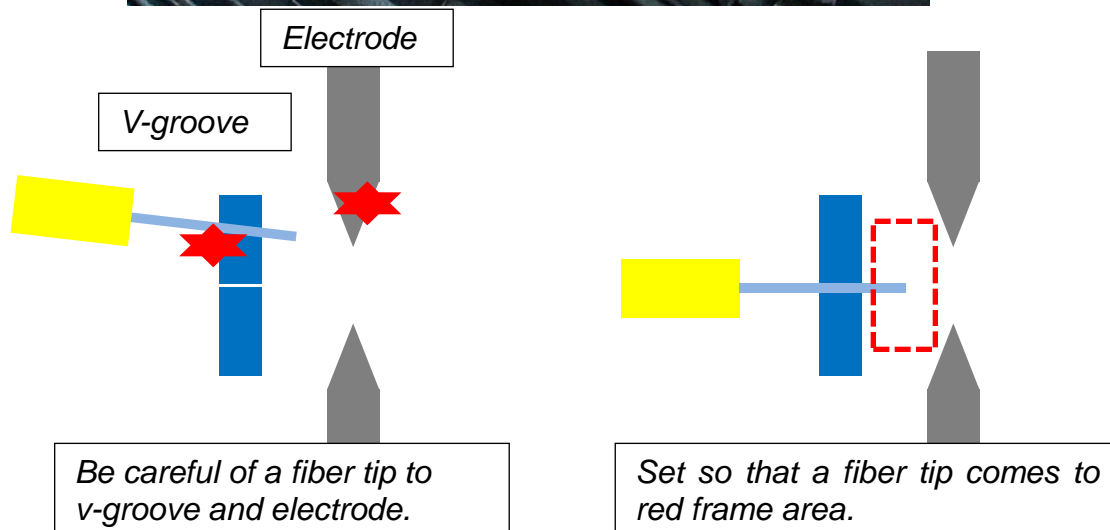 Electrode
V-groove
Be careful of a fiber tip to
v-groove and electrode.
Set so that a fiber tip comes to
red frame area.